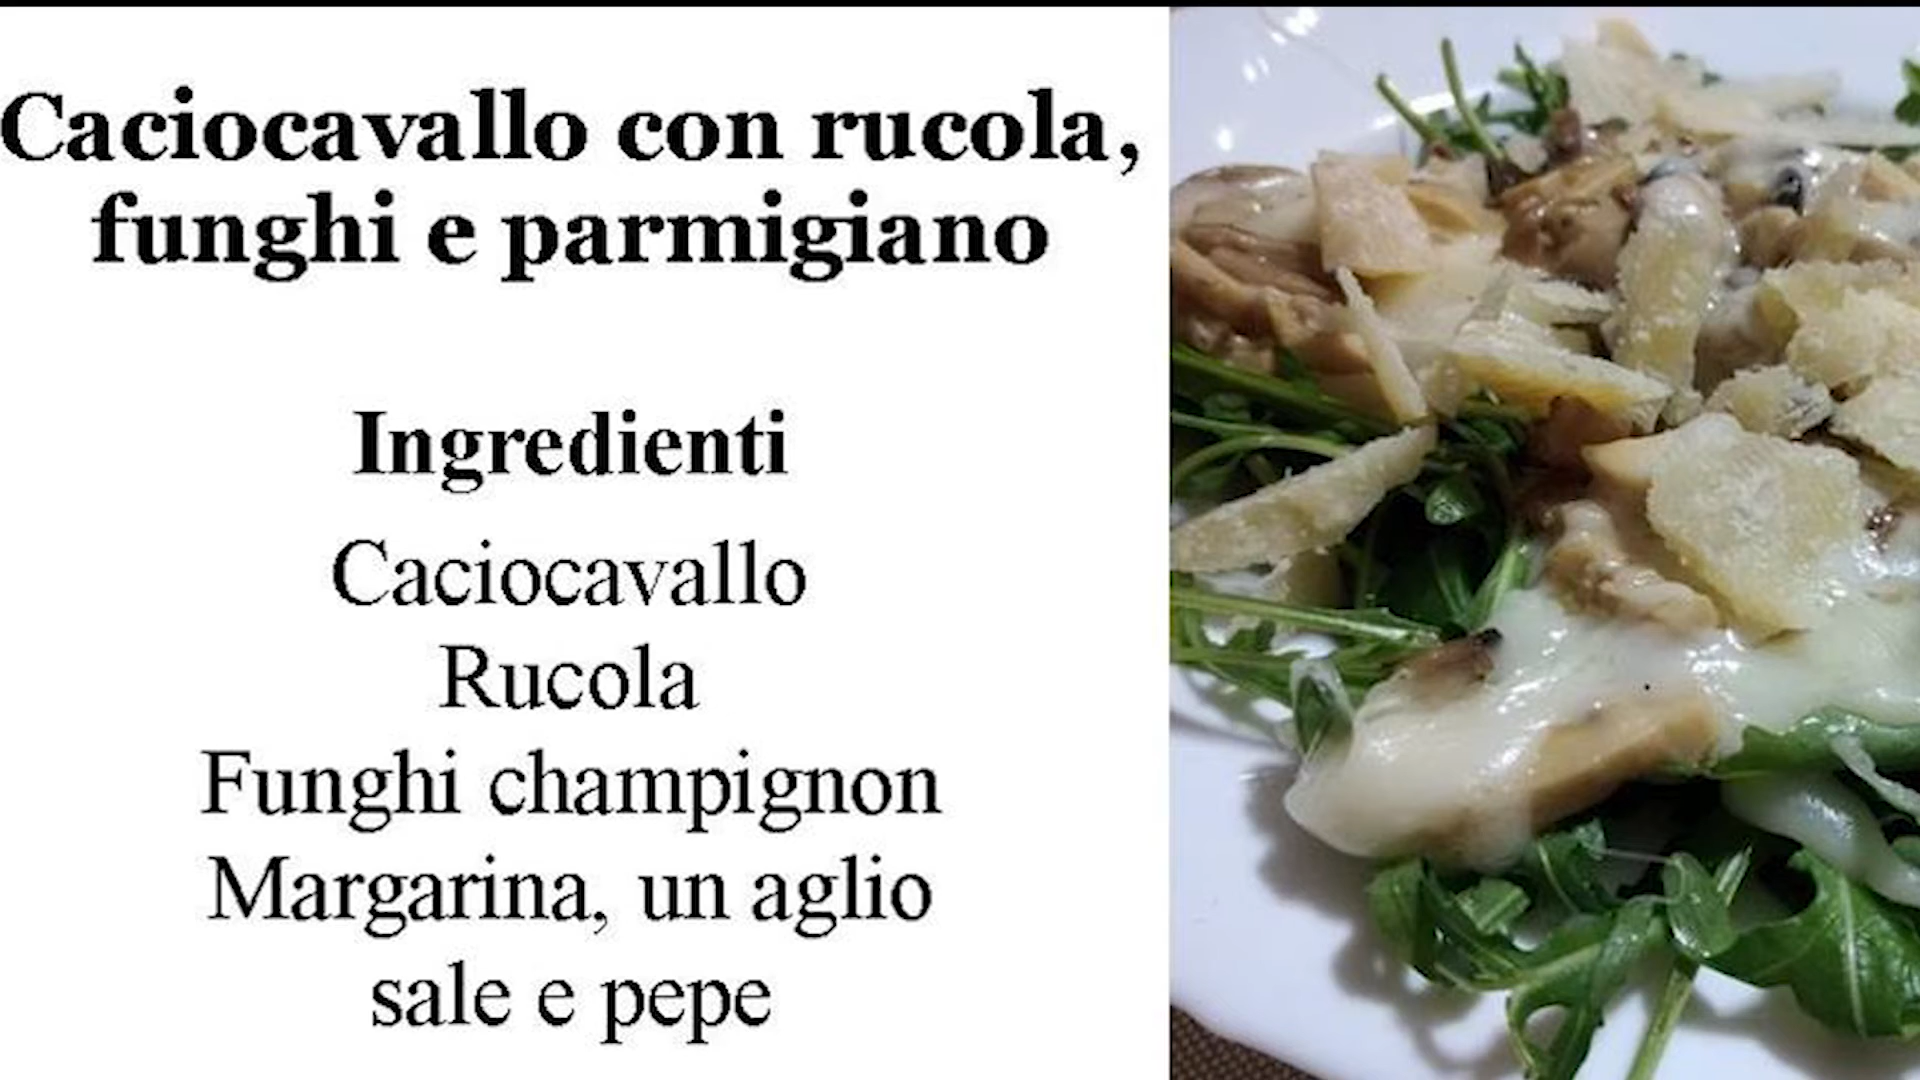 Caciocavallo con rucola,
funghi e parmigiano
Ingredienti
Caciocavallo
Rucola
Funghi champignon
Margarina, un aglio
sale e pepe